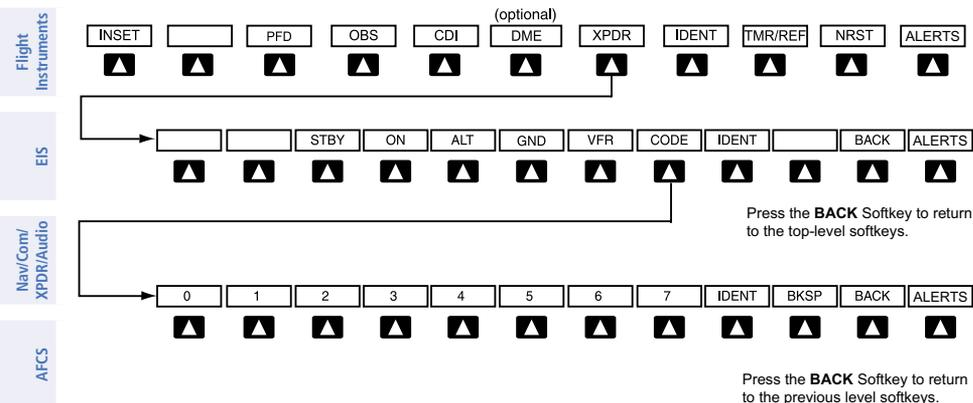 Flight
Instruments
(optional)
INSET PFD OBS CDI DME XPDR IDENT TMR/REF NRST ALERTS
EIS
STBY ON ALT GND VFR CODE IDENT BACK ALERTS
Press the BACK Softkey to return
to the top-level softkeys.
Nav/Com/
XPDR/Audio
0 1 2 3 4 5 6 7 IDENT BKSP BACK ALERTS
AFCS
Press the BACK Softkey to return
to the previous level softkeys.